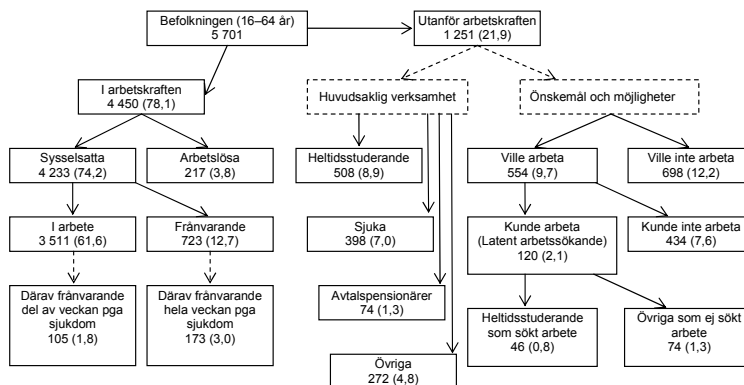 Befolkningen (16–64 år)
5 701
Utanför arbetskraften
1 251 (21,9)
I arbetskraften
4 450 (78,1)
Huvudsaklig verksamhet
Önskemål och möjligheter
Sysselsatta
4 233 (74,2)
Arbetslösa
217 (3,8)
Heltidsstuderande
508 (8,9)
Ville arbeta
554 (9,7)
Ville inte arbeta
698 (12,2)
I arbete
3 511 (61,6)
Frånvarande
723 (12,7)
Sjuka
398 (7,0)
Kunde arbeta
(Latent arbetssökande)
120 (2,1)
Kunde inte arbeta
434 (7,6)
Därav frånvarande
del av veckan pga
sjukdom
105 (1,8)
Därav frånvarande
hela veckan pga
sjukdom
173 (3,0)
Avtalspensionärer
74 (1,3)
Heltidsstuderande
som sökt arbete
46 (0,8)
Övriga som ej sökt
arbete
74 (1,3)
Övriga
272 (4,8)